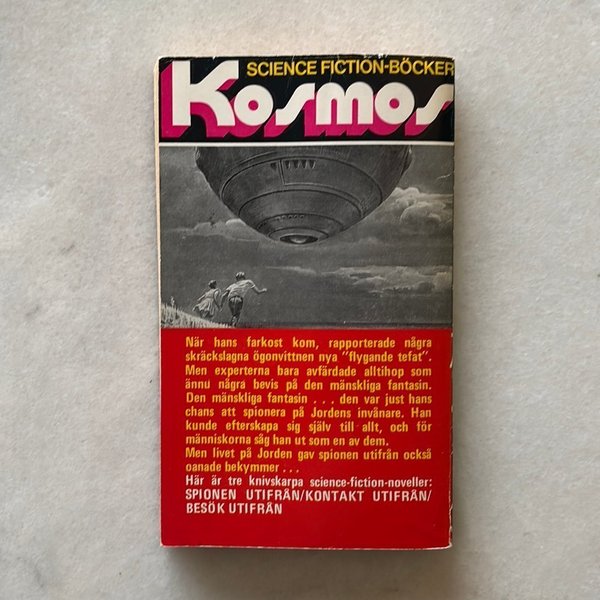 SCIENCE FICTION-BÖCKER
Kosmos
När hans farkost kom, rapporterade några
skräckslagna ögonvittnen nya "flygande tefat".
Men experterna bara avfärdade alltihop som
ännu några bevis på den mänskliga fantasin.
Den mänskliga fantasin . . . den var just hans
chans att spionera på Jordens invånare. Han
kunde efterskapa sig själv till allt, och för
människorna såg han ut som en av dem.
Men livet på Jorden gav spionen utifrån också
oanade bekymmer . . .
Här är tre knivskarpa science-fiction-noveller:
SPIONEN UTIFRÅN/KONTAKT UTIFRÅN/
BESÖK UTIFRÅN